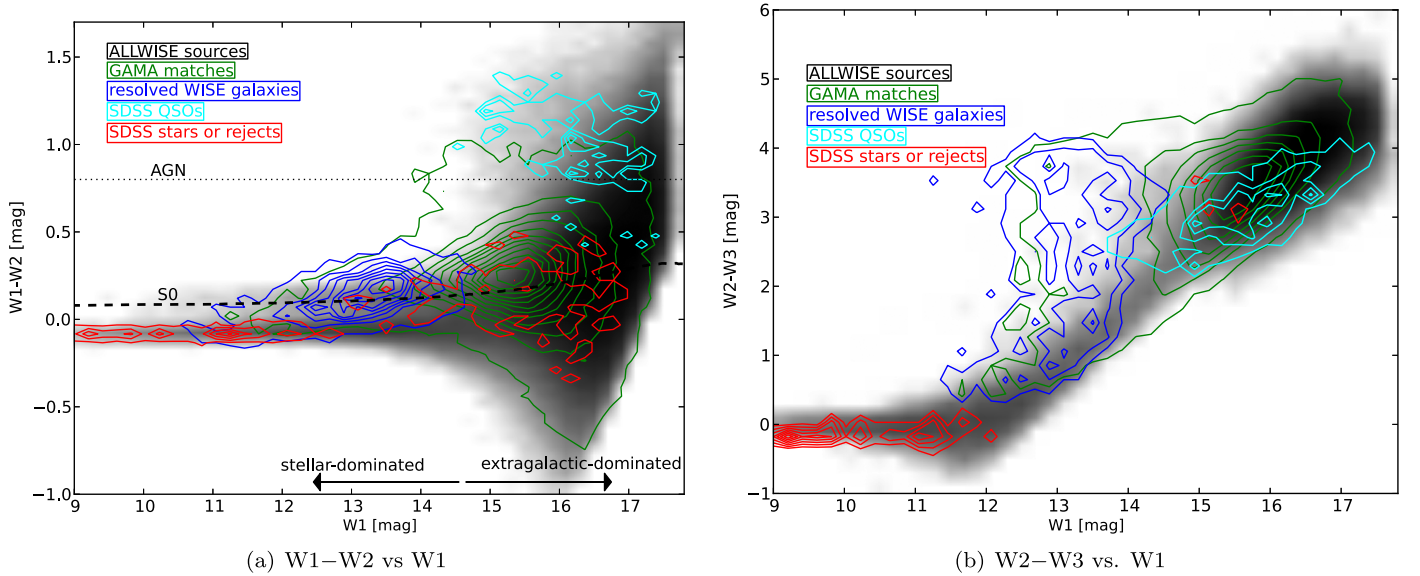 ALLWISE sources
GAMA matches
resolved WISE galaxies
SDSS QSOs
SDSS stars or rejects
AGN
S0
stellar-dominated
extragalactic-dominated
1.5
1.0
0.5
0.0
−0.5
−1.0
W1-W2 [mag]
9 10 11 12 13 14 15 16 17
W1 [mag]
(a) W1−W2 vs W1
ALLWISE sources
GAMA matches
resolved WISE galaxies
SDSS QSOs
SDSS stars or rejects
6
5
4
3
2
1
0
−1
W2-W3 [mag]
9 10 11 12 13 14 15 16 17
W1 [mag]
(b) W2−W3 vs. W1